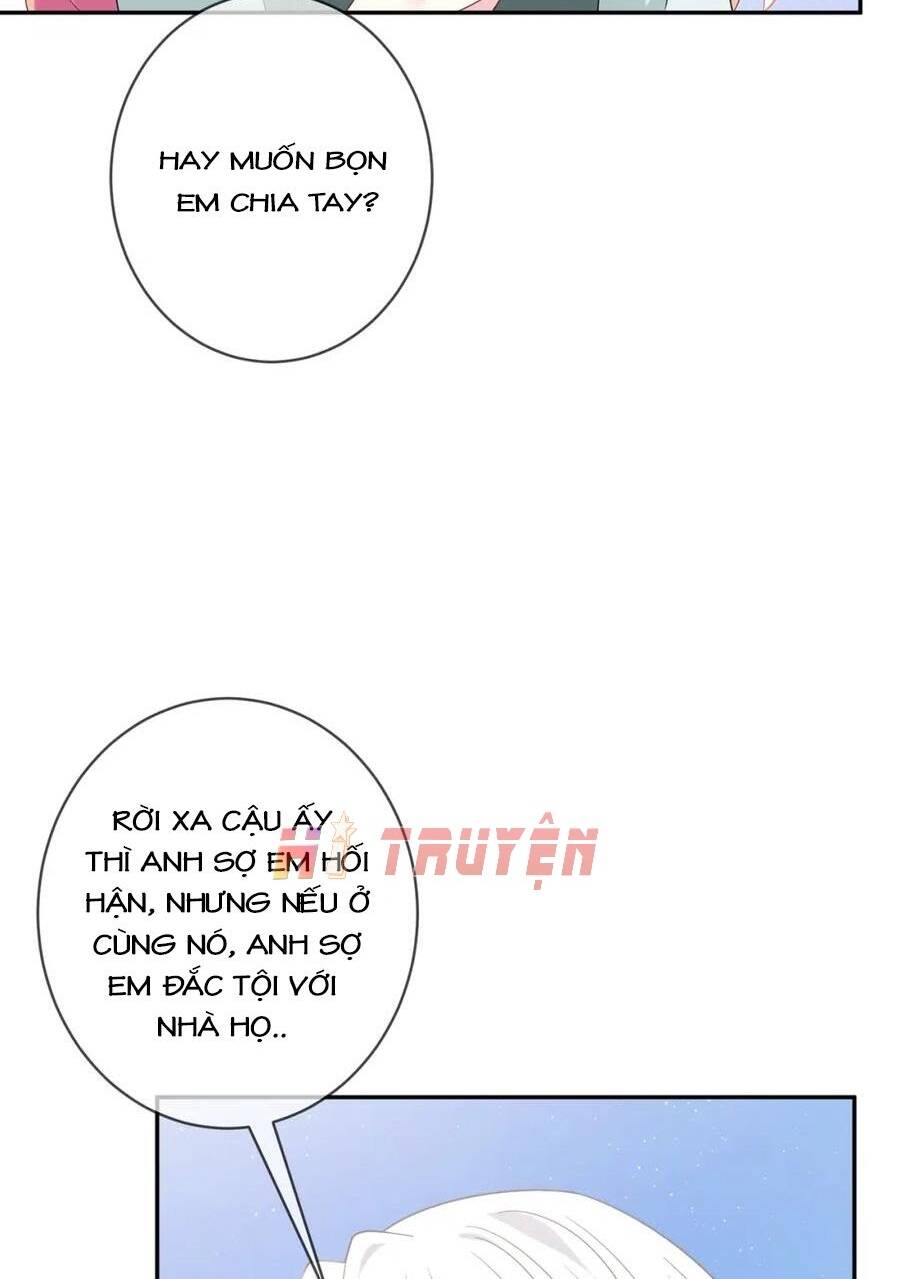 HAY MUỐN BỌN
EM CHIA TAY?
RỜI XA CẬU ẤY
THÌ ANH SỢ EM HỐI
HẬN, NHƯNG NẾU Ở
CÙNG NÓ, ANH SỢ
EM ĐẮC TỘI VỚI
NHÀ HỌ..
HI TRUYỆN